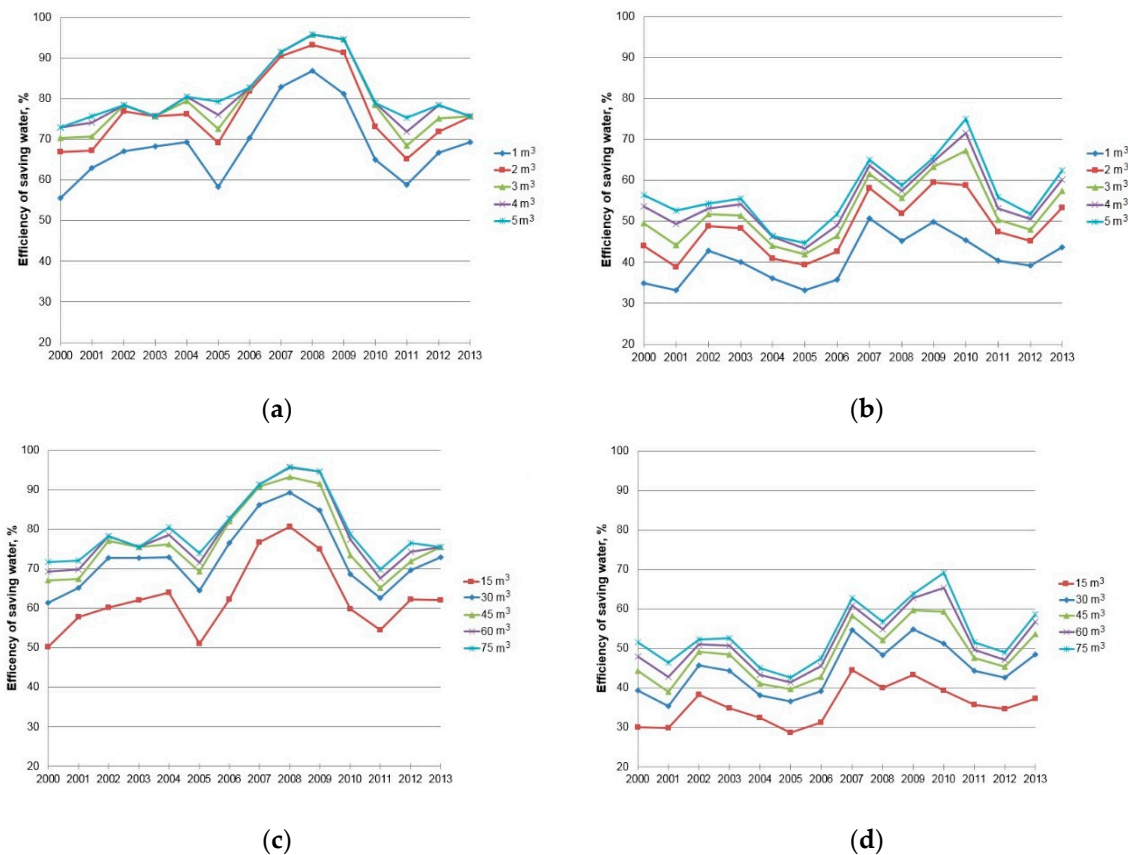 Efficiency of saving water, %
100
90
80
70
60
50
40
30
20
2000 2001 2002 2003 2004 2005 2006 2007 2008 2009 2010 2011 2012 2013
1 m³
2 m³
3 m³
4 m³
5 m³
(a)
Efficiency of saving water, %
100
90
80
70
60
50
40
30
20
2000 2001 2002 2003 2004 2005 2006 2007 2008 2009 2010 2011 2012 2013
1 m³
2 m³
3 m³
4 m³
5 m³
(b)
Efficency of saving water, %
100
90
80
70
60
50
40
30
20
2000 2001 2002 2003 2004 2005 2006 2007 2008 2009 2010 2011 2012 2013
15 m³
30 m³
45 m³
60 m³
75 m³
(c)
Efficiency of saving water, %
100
90
80
70
60
50
40
30
20
2000 2001 2002 2003 2004 2005 2006 2007 2008 2009 2010 2011 2012 2013
15 m³
30 m³
45 m³
60 m³
75 m³
(d)